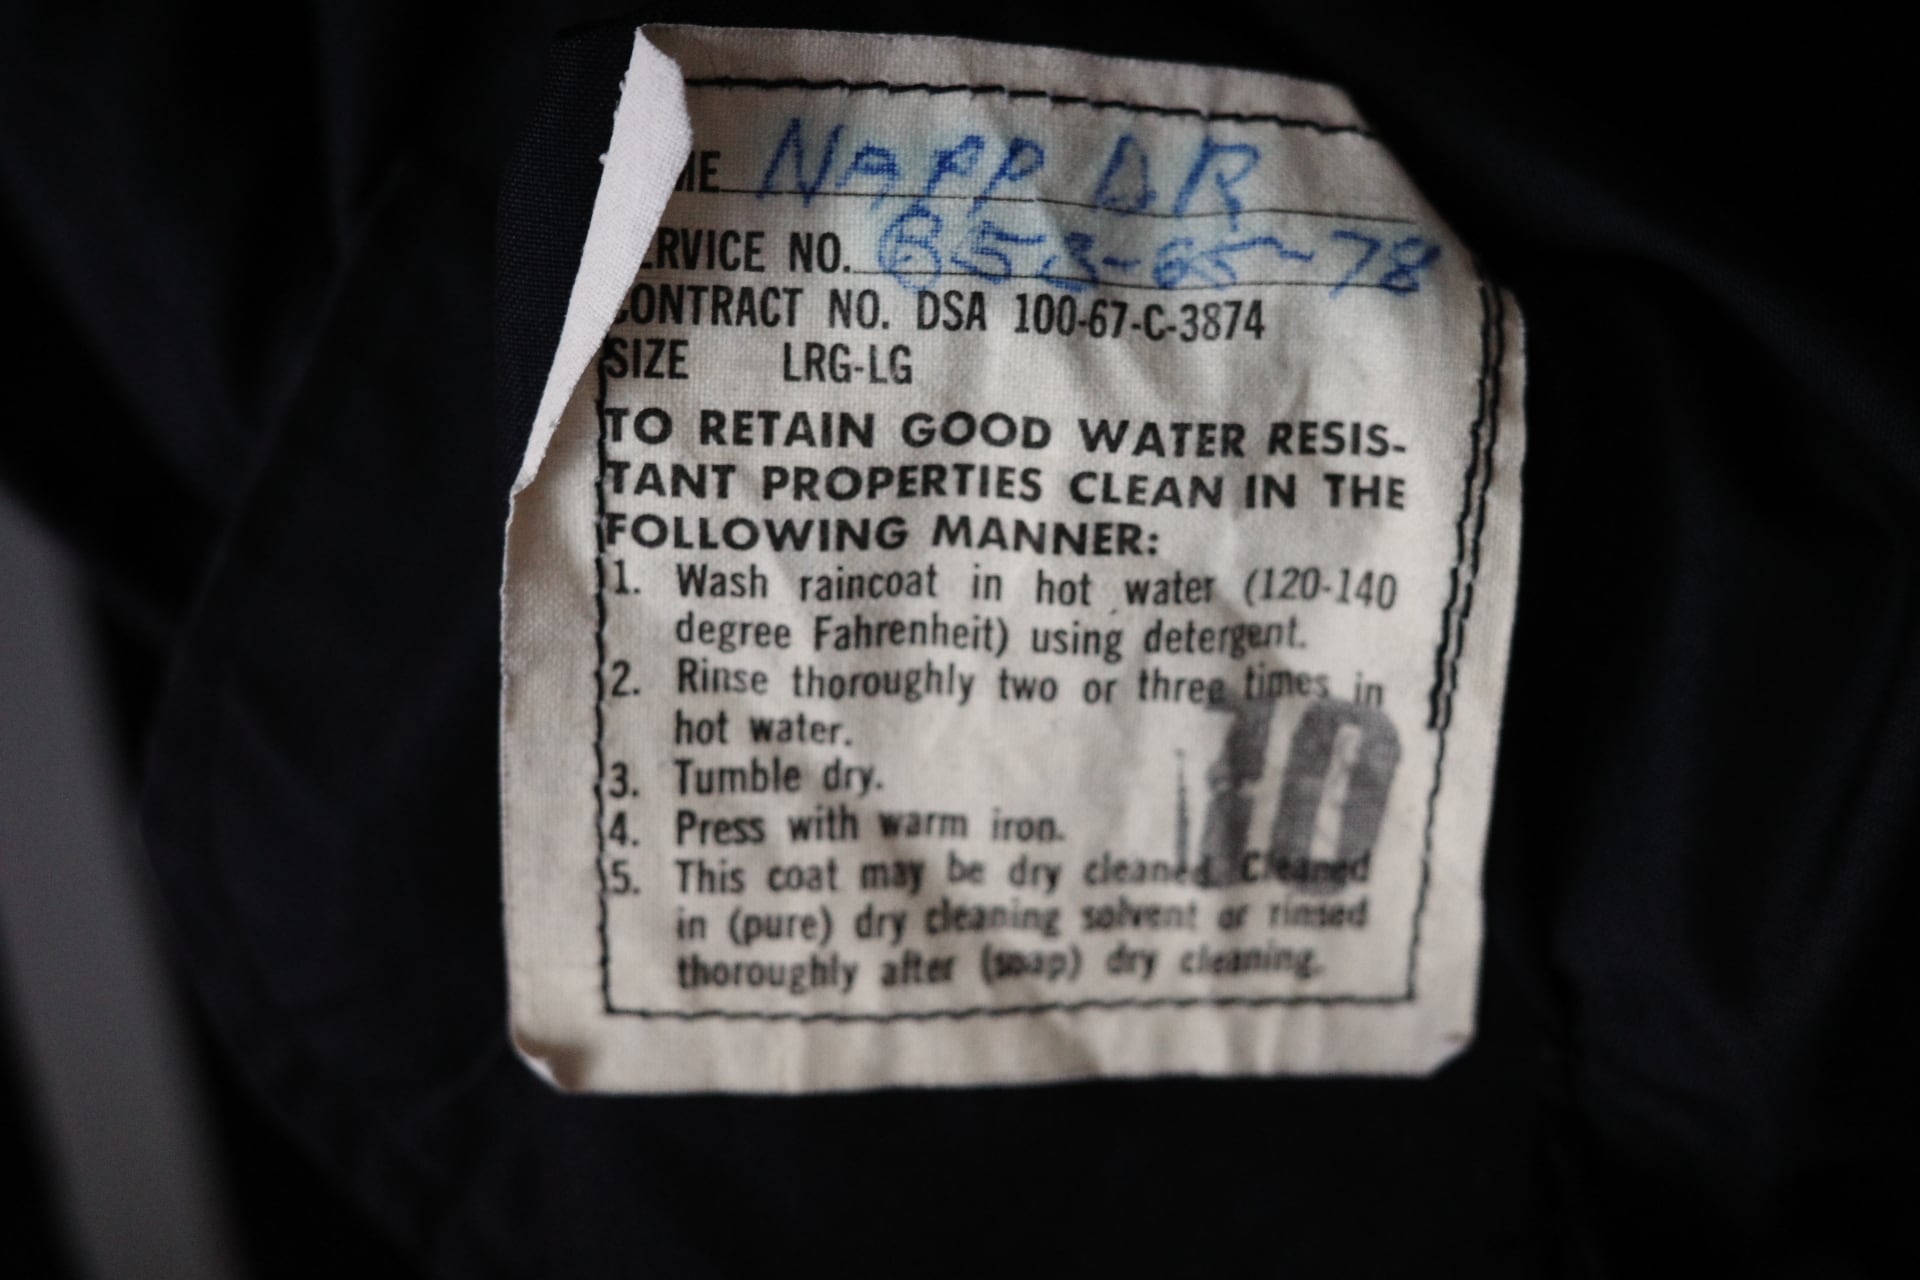 ME NAPP DR
ERVICE NO. B53-65-78
CONTRACT NO. DSA 100-67-C-3874
SIZE LRG-LG
TO RETAIN GOOD WATER RESIS-
TANT PROPERTIES CLEAN IN THE
FOLLOWING MANNER:
1. Wash raincoat in hot water (120-140
degree Fahrenheit) using detergent.
2. Rinse thoroughly two or three times in
hot water.
3. Tumble dry.
4. Press with warm iron.
5. This coat may be dry cleaned. Cleaned
in (pure) dry cleaning solvent or rinsed
thoroughly after (soap) dry cleaning.
10